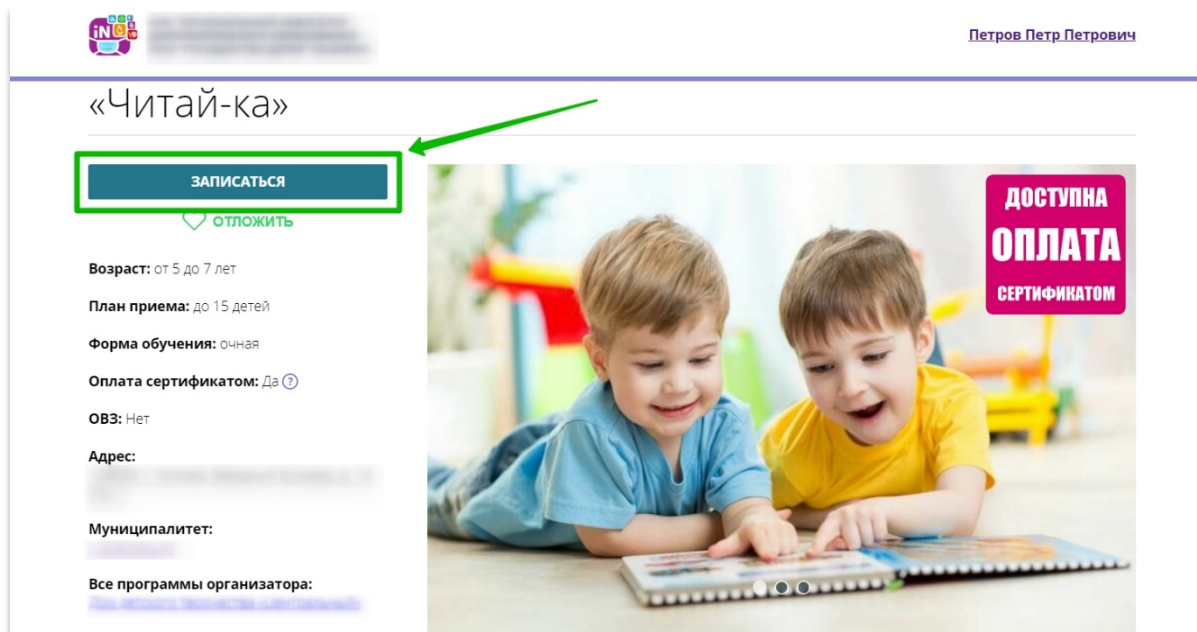 iN
Петров Петр Петрович
«Читай-ка»
ЗАПИСАТЬСЯ
ОТЛОЖИТЬ
Возраст: от 5 до 7 лет
План приема: до 15 детей
Форма обучения: очная
Оплата сертификатом: Да ?
ОВЗ: Нет
Адрес:
Муниципалитет:
Все программы организатора:
ДОСТУПНА
ОПЛАТА
СЕРТИФИКАТОМ